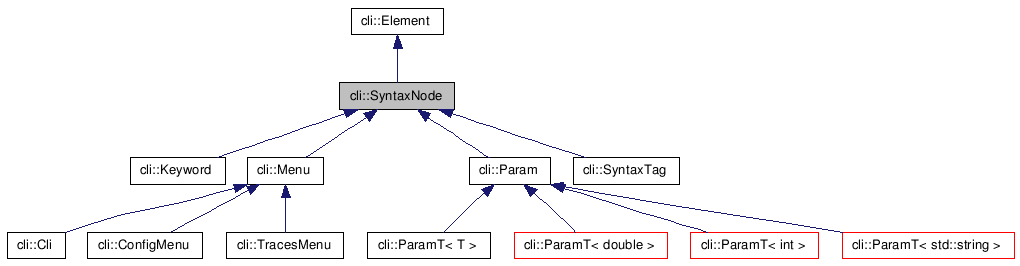 cli::Element
cli::SyntaxNode
cli::Keyword
cli::Menu
cli::Param
cli::SyntaxTag
cli::Cli
cli::ConfigMenu
cli::TracesMenu
cli::ParamT< T >
cli::ParamT< double >
cli::ParamT< int >
cli::ParamT< std::string >